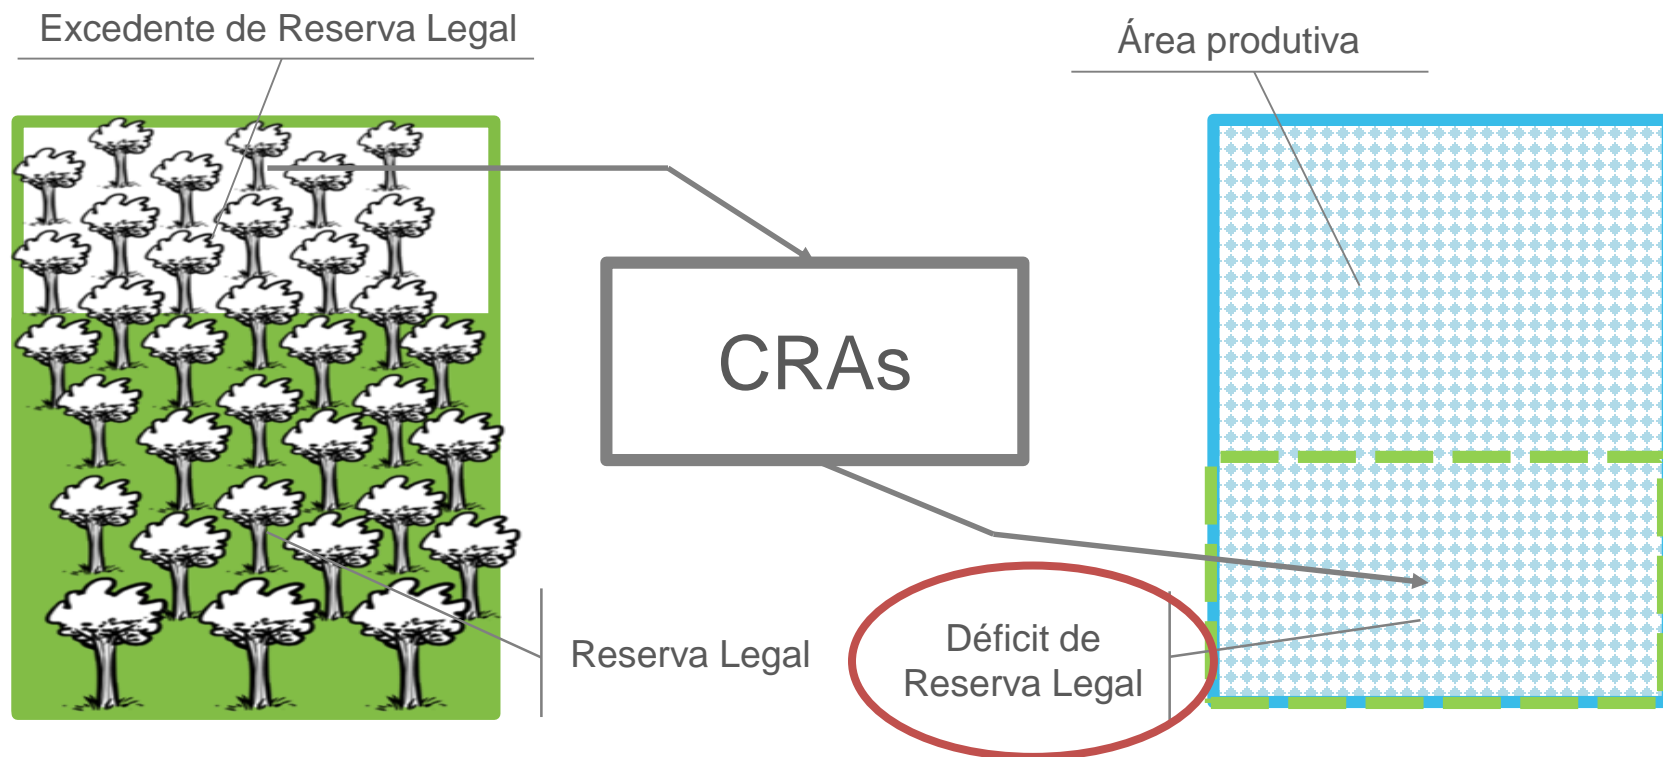 Excedente de Reserva Legal
Área produtiva
CRAs
Reserva Legal
Déficit de
Reserva Legal